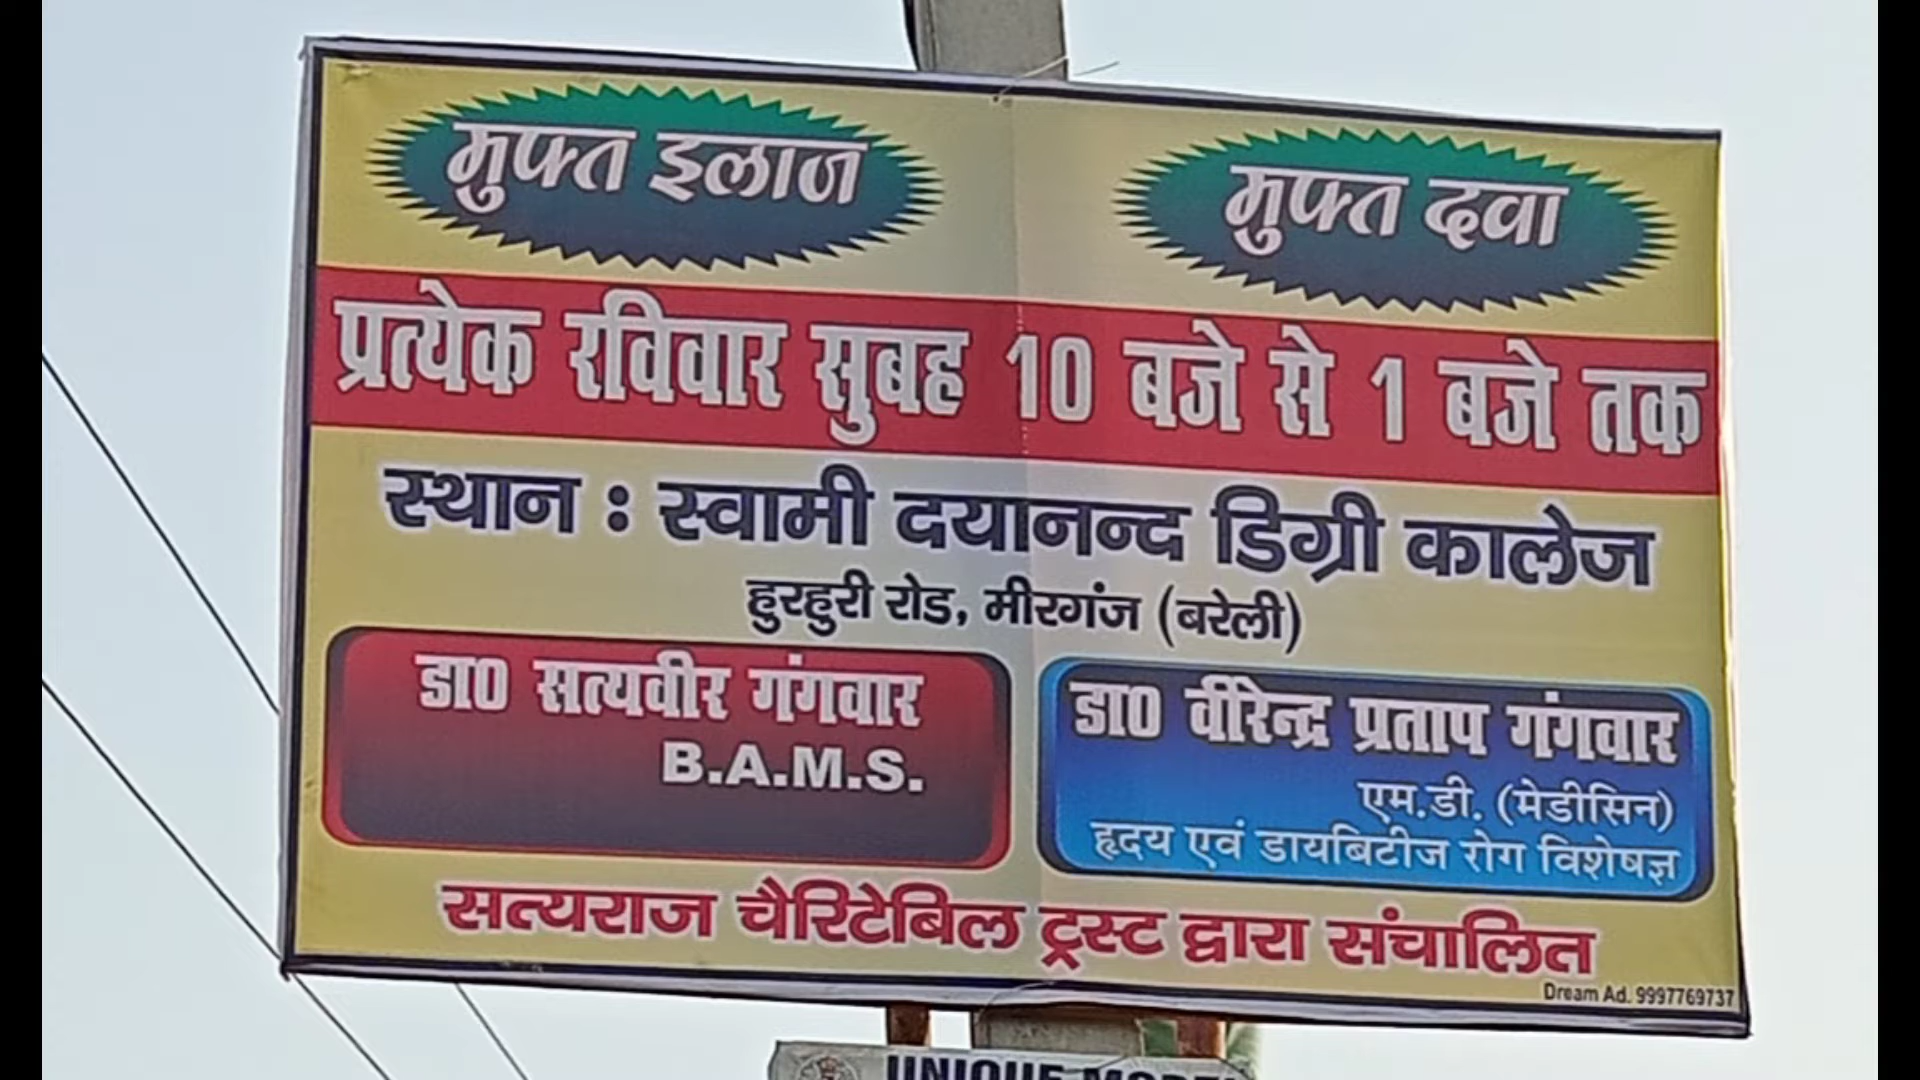 मुफ्त इलाज
मुफ्त दवा
प्रत्येक रविवार सुबह 10 बजे से 1 बजे तक
स्थान : स्वामी दयानन्द डिग्री कालेज
हुरहुरी रोड, मीरगंज (बरेली)
डा0 सत्यवीर गंगवार
B.A.M.S.
डा0 वीरेन्द्र प्रताप गंगवार
एम.डी. (मेडीसिन)
हृदय एवं डायबिटीज रोग विशेषज्ञ
सत्यराज चैरिटेबिल ट्रस्ट द्वारा संचालित
Dream Ad. 9997769737
UNIQUE